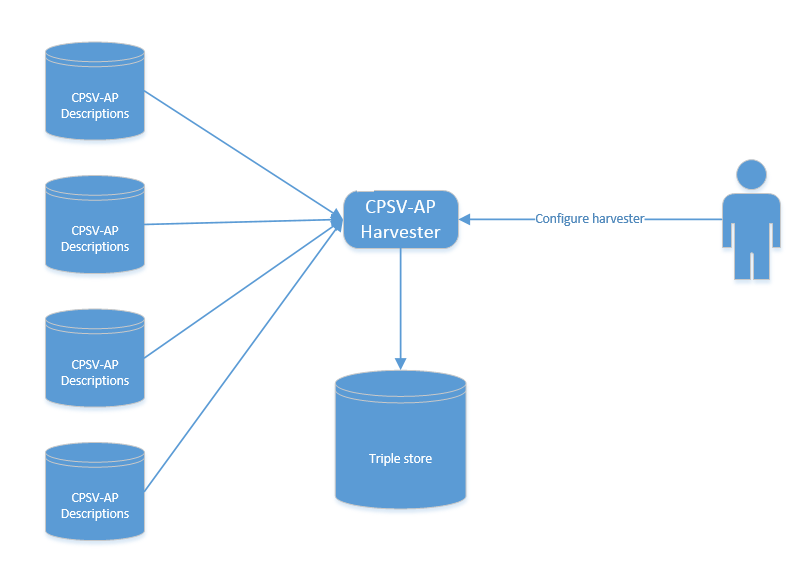 CPSV-AP
Descriptions
CPSV-AP
Descriptions
CPSV-AP
Harvester
Configure harvester
CPSV-AP
Descriptions
Triple store
CPSV-AP
Descriptions